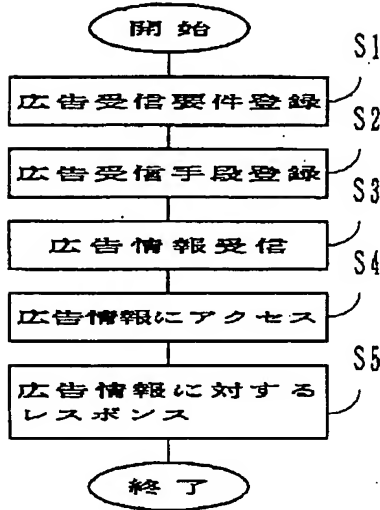 開始
S1
広告受信要件登録
S2
広告受信手段登録
S3
広告情報受信
S4
広告情報にアクセス
S5
広告情報に対する
レスポンス
終了